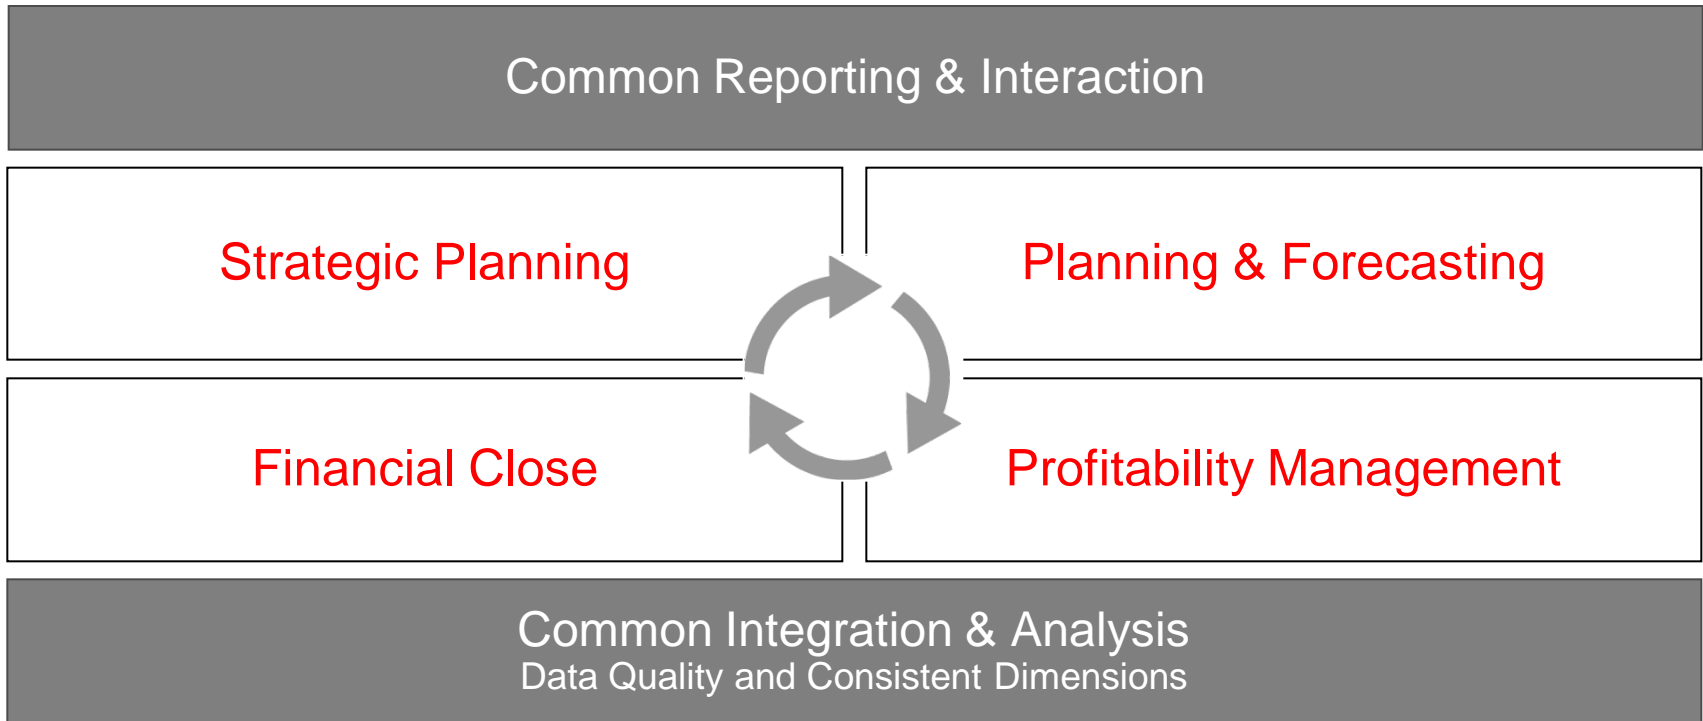 Common Reporting & Interaction
Strategic Planning
Planning & Forecasting
Financial Close
Profitability Management
Common Integration & Analysis
Data Quality and Consistent Dimensions